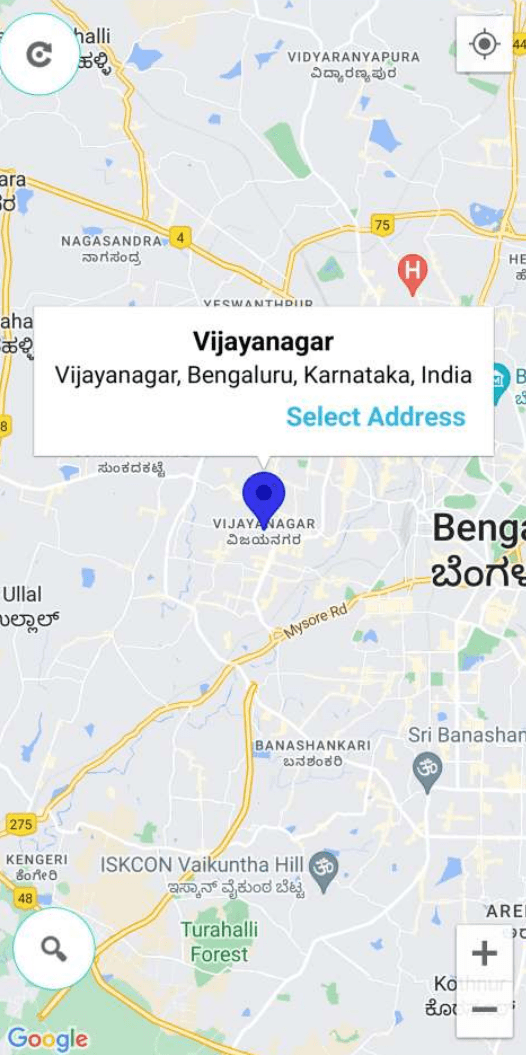 halli
ಹಳ್ಳಿ
44
VIDYARANYAPURA
ವಿದ್ಯಾರಣ್ಯಪುರ
ara
75
NAGASANDRA
ನಾಗಸಂದ್ರ
4
H
HE
YESWANTHPUR
aha
ಹಳ್ಳಿ
Vijayanagar
Vijayanagar, Bengaluru, Karnataka, India
Select Address
B
8
ಸುಂಕದಕಟ್ಟೆ
VIJAYANAGAR
ವಿಜಯನಗರ
Benga
ಬೆಂಗಳ
Ullal
ಉಲ್ಲಾಳ್
Mysore Rd
BANASHANKARI
ಬನಶಂಕರಿ
Sri Banashan
ॐ
275
KENGERI
ಕೆಂಗೇರಿ
ISKCON Vaikuntha Hill
ಇಸ್ಕಾನ್ ವೈಕುಂಠ ಬೆಟ್ಟ
ॐ
48
AREI
Turahalli
Forest
Kothnur
Google